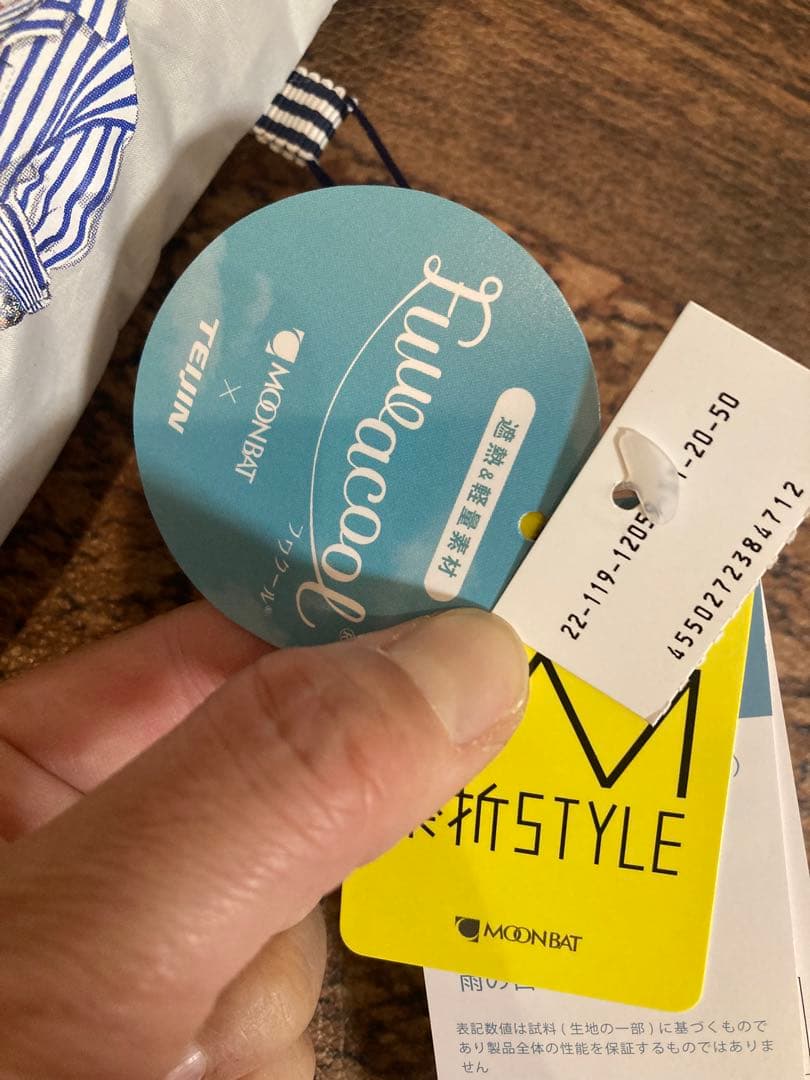 遮熱&軽量素材
Fuwacool®
フワクール®
MOONBAT
×
TEIJIN
20-50
4550272384712
折STYLE
MOONBAT
雨の
表記数値は試料(生地の一部)に基づくもので
あり製品全体の性能を保証するものではありま
せん